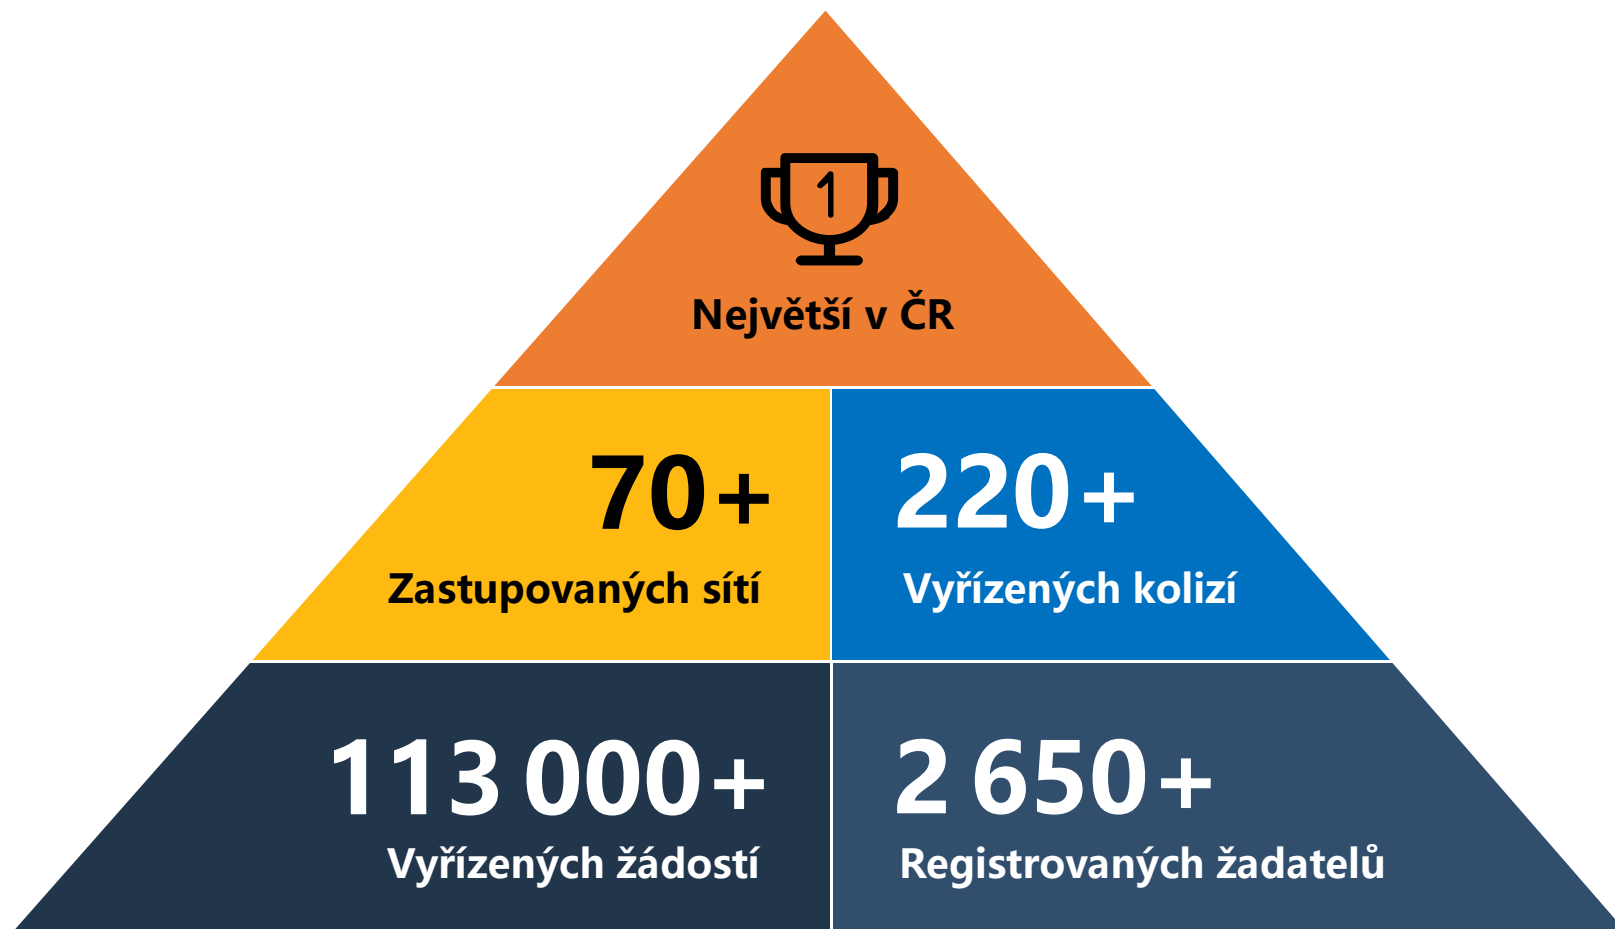 1
Největší v ČR
70+
220+
Zastupovaných sítí
Vyřízených kolizí
113 000+
2 650+
Vyřízených žádostí
Registrovaných žadatelů